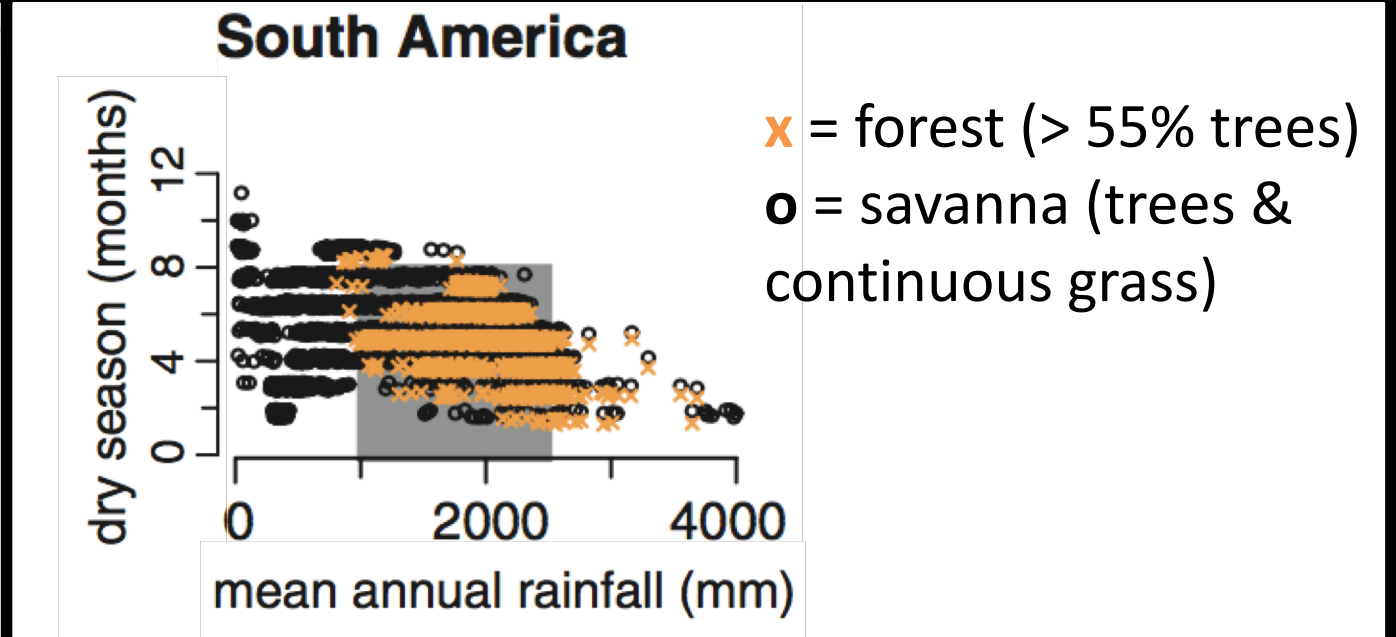 South America
x = forest (> 55% trees)
o = savanna (trees &
continuous grass)
dry season (months)
12
8
4
0
0 2000 4000
mean annual rainfall (mm)